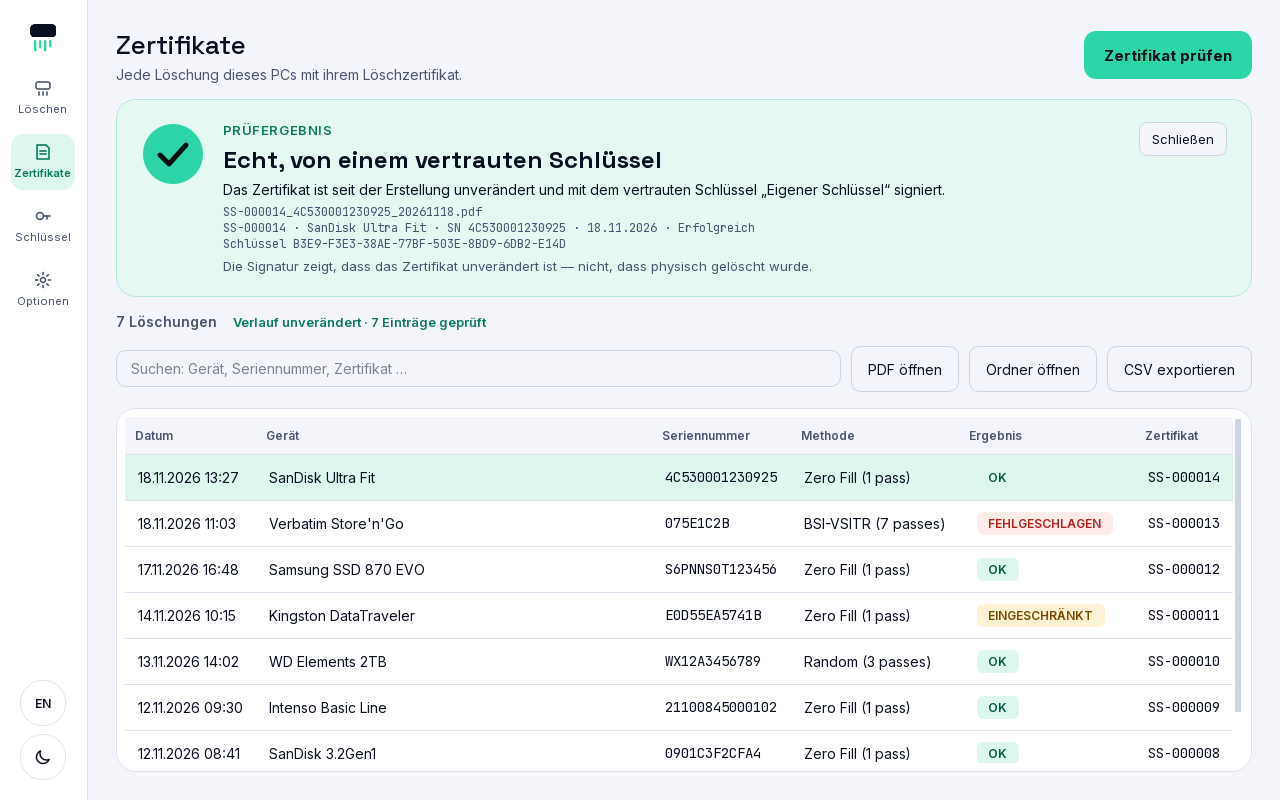 Zertifikate
Jede Löschung dieses PCs mit ihrem Löschzertifikat.
Zertifikat prüfen
Löschen
Zertifikate
Schlüssel
Optionen
EN
PRÜFERGEBNIS
Echt, von einem vertrauten Schlüssel
Das Zertifikat ist seit der Erstellung unverändert und mit dem vertrauten Schlüssel „Eigener Schlüssel“ signiert.
SS-000014_4C530001230925_20261118.pdf
SS-000014 · SanDisk Ultra Fit · SN 4C530001230925 · 18.11.2026 · Erfolgreich
Schlüssel B3E9-F3E3-38AE-77BF-503E-8BD9-6DB2-E14D
Die Signatur zeigt, dass das Zertifikat unverändert ist — nicht, dass physisch gelöscht wurde.
Schließen
7 Löschungen Verlauf unverändert · 7 Einträge geprüft
Suchen: Gerät, Seriennummer, Zertifikat … PDF öffnen Ordner öffnen CSV exportieren
Datum Gerät Seriennummer Methode Ergebnis Zertifikat
18.11.2026 13:27 SanDisk Ultra Fit 4C530001230925 Zero Fill (1 pass) OK SS-000014
18.11.2026 11:03 Verbatim Store'n'Go 075E1C2B BSI-VSITR (7 passes) FEHLGESCHLAGEN SS-000013
17.11.2026 16:48 Samsung SSD 870 EVO S6PNNS0T123456 Zero Fill (1 pass) OK SS-000012
14.11.2026 10:15 Kingston DataTraveler E0D55EA5741B Zero Fill (1 pass) EINGESCHRÄNKT SS-000011
13.11.2026 14:02 WD Elements 2TB WX12A3456789 Random (3 passes) OK SS-000010
12.11.2026 09:30 Intenso Basic Line 21100845000102 Zero Fill (1 pass) OK SS-000009
12.11.2026 08:41 SanDisk 3.2Gen1 0901C3F2CFA4 Zero Fill (1 pass) OK SS-000008